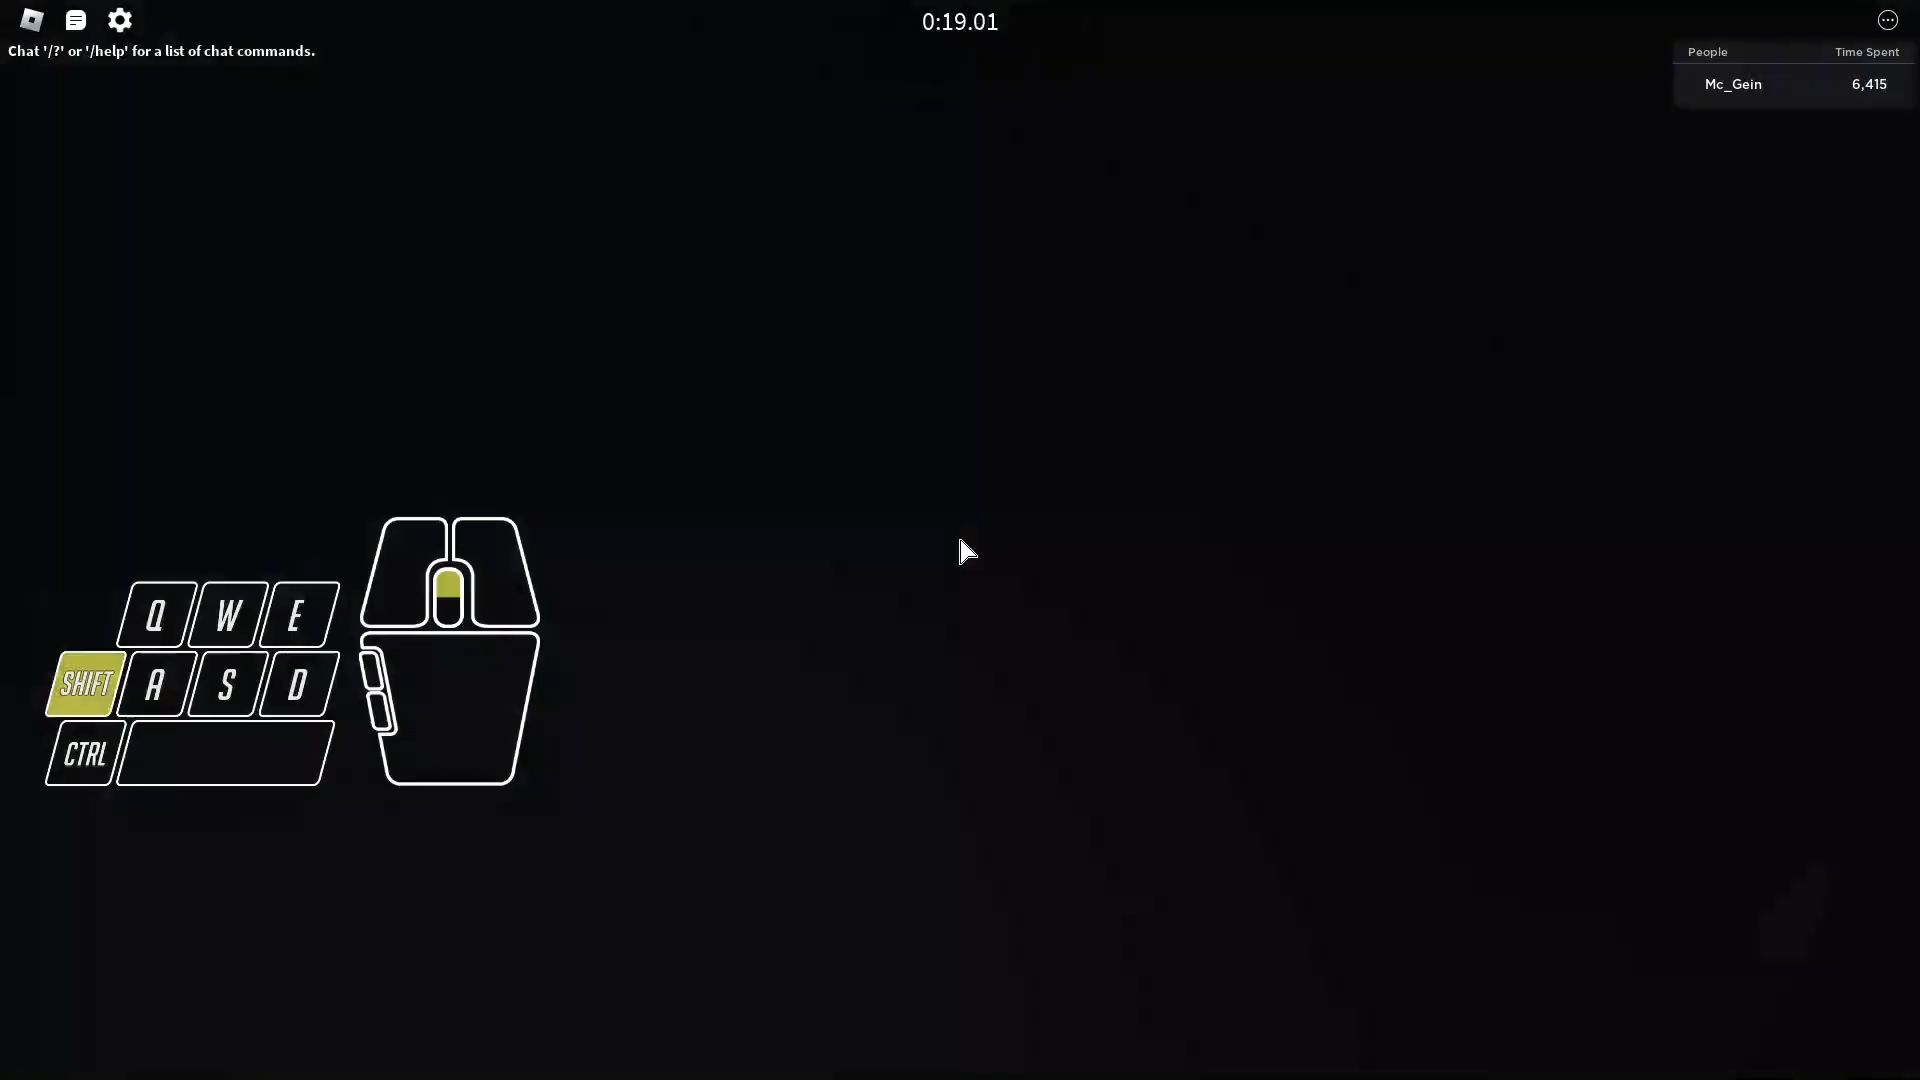 0:19.01
Chat '/?' or '/help' for a list of chat commands.
People Time Spent
Mc_Gein 6,415
Q W E
SHIFT A S D
CTRL